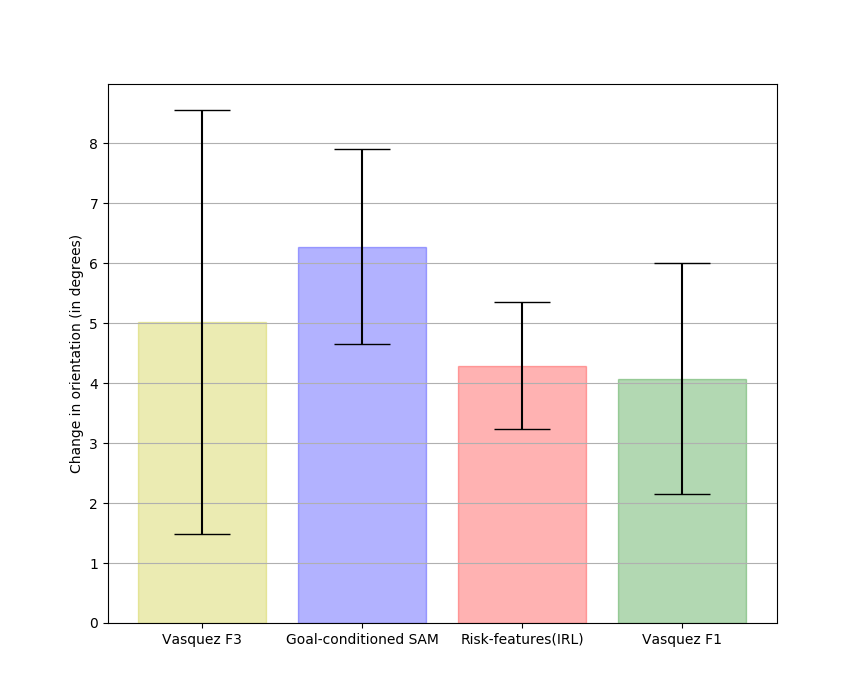 Change in orientation (in degrees)
8
7
6
5
4
3
2
1
0
Vasquez F3
Goal-conditioned SAM
Risk-features(IRL)
Vasquez F1